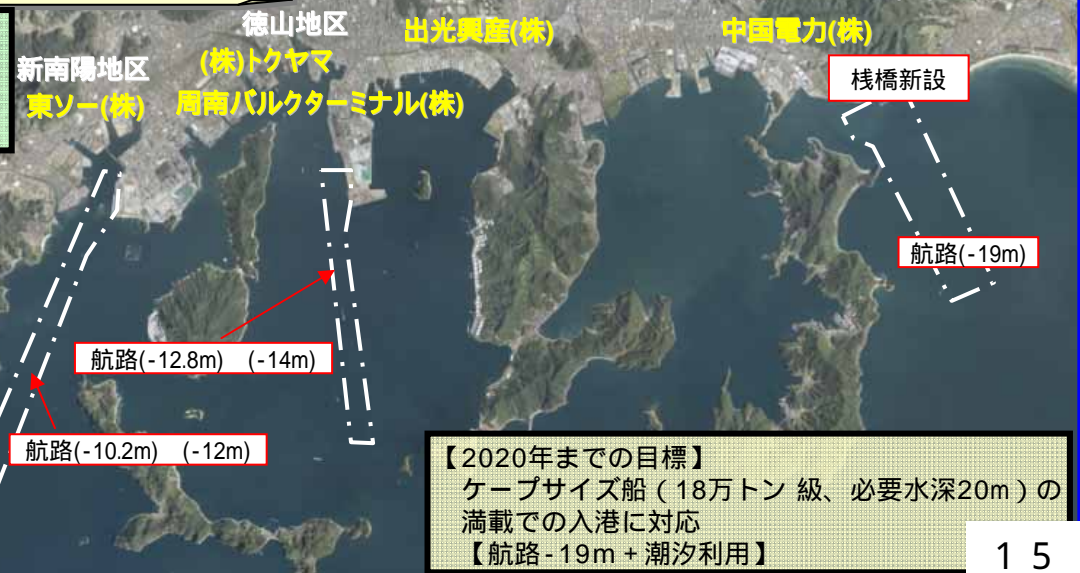 徳山地区
出光興産(株)
中国電力(株)
新南陽地区
(株)トクヤマ
東ソー(株)
周南バルクターミナル(株)
桟橋新設
航路(-19m)
航路(-12.8m) (-14m)
航路(-10.2m) (-12m)
【2020年までの目標】
ケープサイズ船（18万トン 級、必要水深20m）の
満載での入港に対応
【航路-19m+潮汐利用】
15